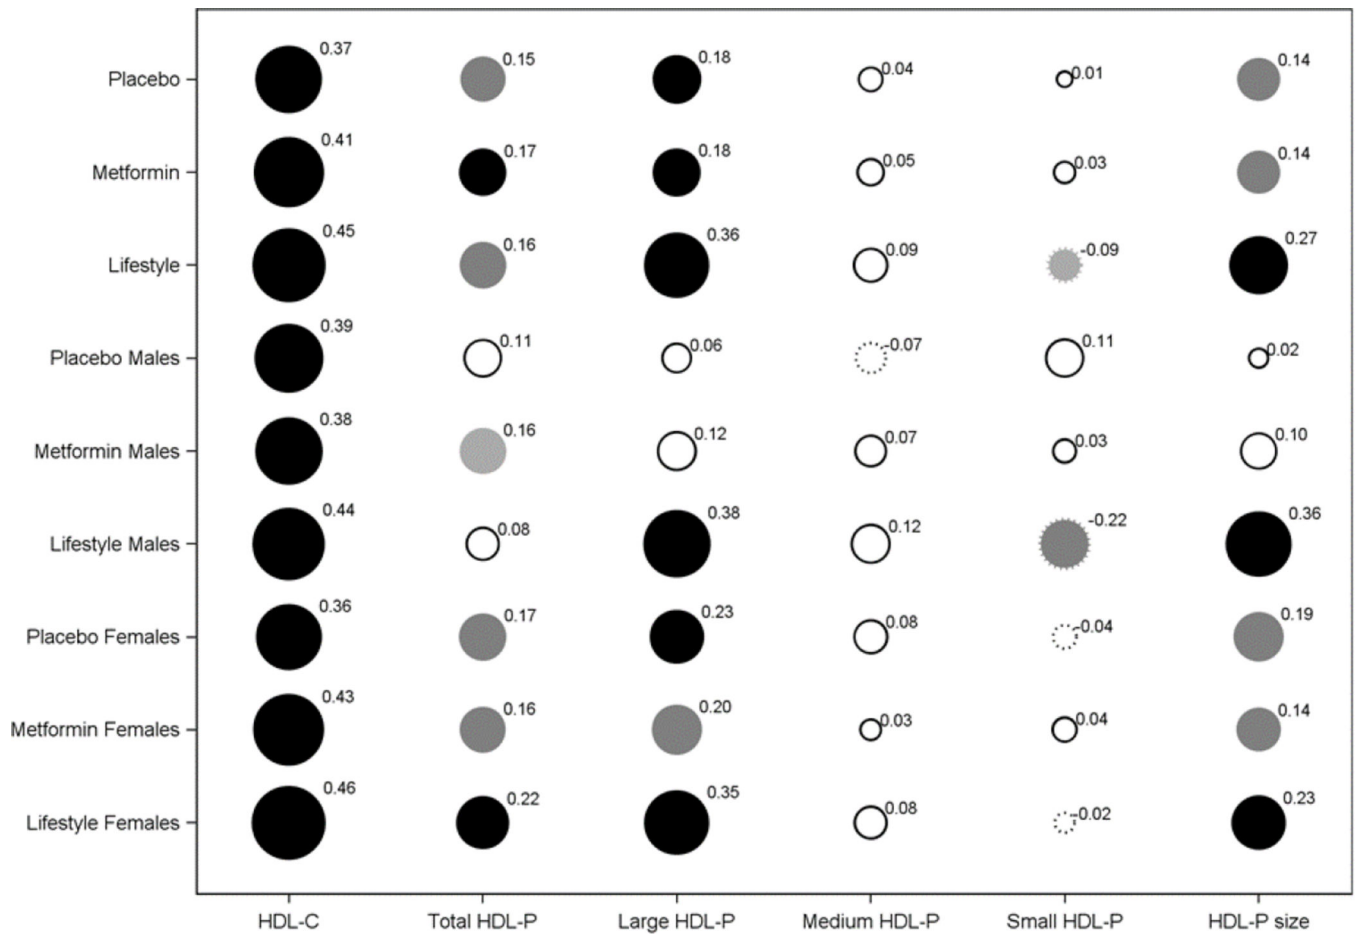 Placebo 0.37 0.15 0.18 0.04 0.01 0.14
Metformin 0.41 0.17 0.18 0.05 0.03 0.14
Lifestyle 0.45 0.16 0.36 0.09 -0.09 0.27
Placebo Males 0.39 0.11 0.06 -0.07 0.11 0.02
Metformin Males 0.38 0.16 0.12 0.07 0.03 0.10
Lifestyle Males 0.44 0.08 0.38 0.12 -0.22 0.36
Placebo Females 0.36 0.17 0.23 0.08 -0.04 0.19
Metformin Females 0.43 0.16 0.20 0.03 0.04 0.14
Lifestyle Females 0.46 0.22 0.35 0.08 -0.02 0.23
HDL-C Total HDL-P Large HDL-P Medium HDL-P Small HDL-P HDL-P size